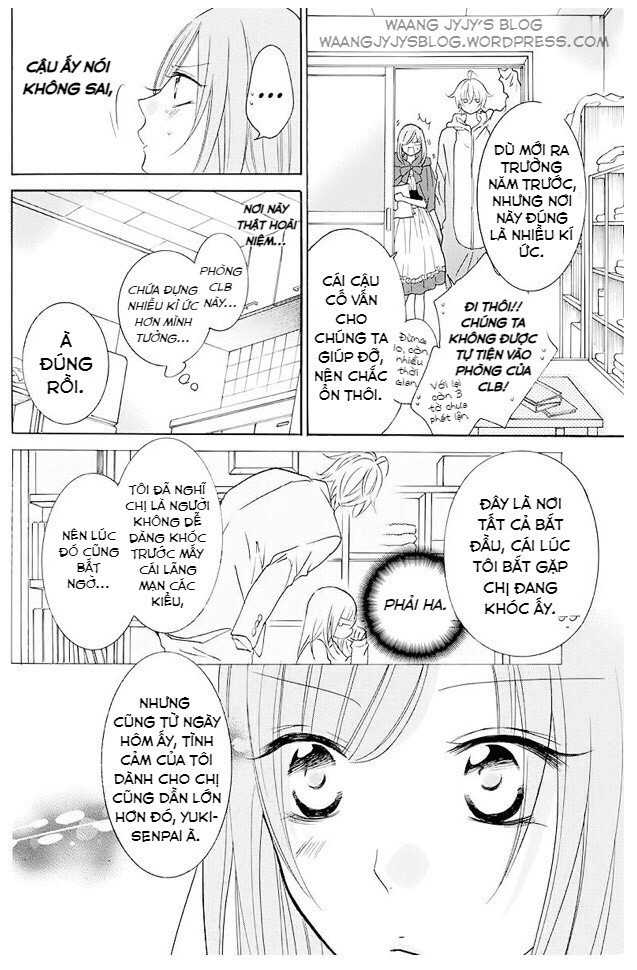 WAANG JYJY'S BLOG
WAANGJYJYSBLOG.WORDPRESS.COM
DÙ MỚI RA
TRƯỜNG
NĂM TRƯỚC,
NHƯNG NƠI
NÀY ĐÚNG
LÀ NHIỀU KÍ
ỨC.
ĐI THÔI!!
CHÚNG TA
KHÔNG ĐƯỢC
TỰ TIỆN VÀO
PHÒNG CỦA
CLB!
Với lại
còn 3
tờ chưa
phát lận.
CÁI CẬU
CỐ VẤN
CHO
CHÚNG TA
GIÚP ĐỠ,
NÊN CHẮC
ỔN THÔI.
Đừng
lo, còn
nhiều
thời
gian
....
CẬU ẤY NÓI
KHÔNG SAI,
NƠI NÀY
THẬT HOÀI
NIỆM...
PHÒNG
CLB
NÀY...
CHỨA ĐỰNG
NHIỀU KỈ ỨC
HƠN MÌNH
TƯỞNG...
À
ĐÚNG
RỒI.
ĐÂY LÀ NƠI
TẤT CẢ BẮT
ĐẦU, CÁI LÚC
TÔI BẮT GẶP
CHỊ ĐANG
KHÓC ẤY.
PHẢI HA.
TÔI ĐÃ NGHĨ
CHỊ LÀ NGƯỜI
KHÔNG DỄ
DÀNG KHÓC
TRƯỚC MẤY
CÁI LÃNG
MẠN CÁC
KIỂU,
NÊN LÚC
ĐÓ CŨNG
BẤT
NGỜ...
NHƯNG
CŨNG TỪ NGÀY
HÔM ẤY, TÌNH
CẢM CỦA TÔI
DÀNH CHO CHỊ
CŨNG DẦN LỚN
HƠN ĐÓ, YUKI-
SENPAI À.